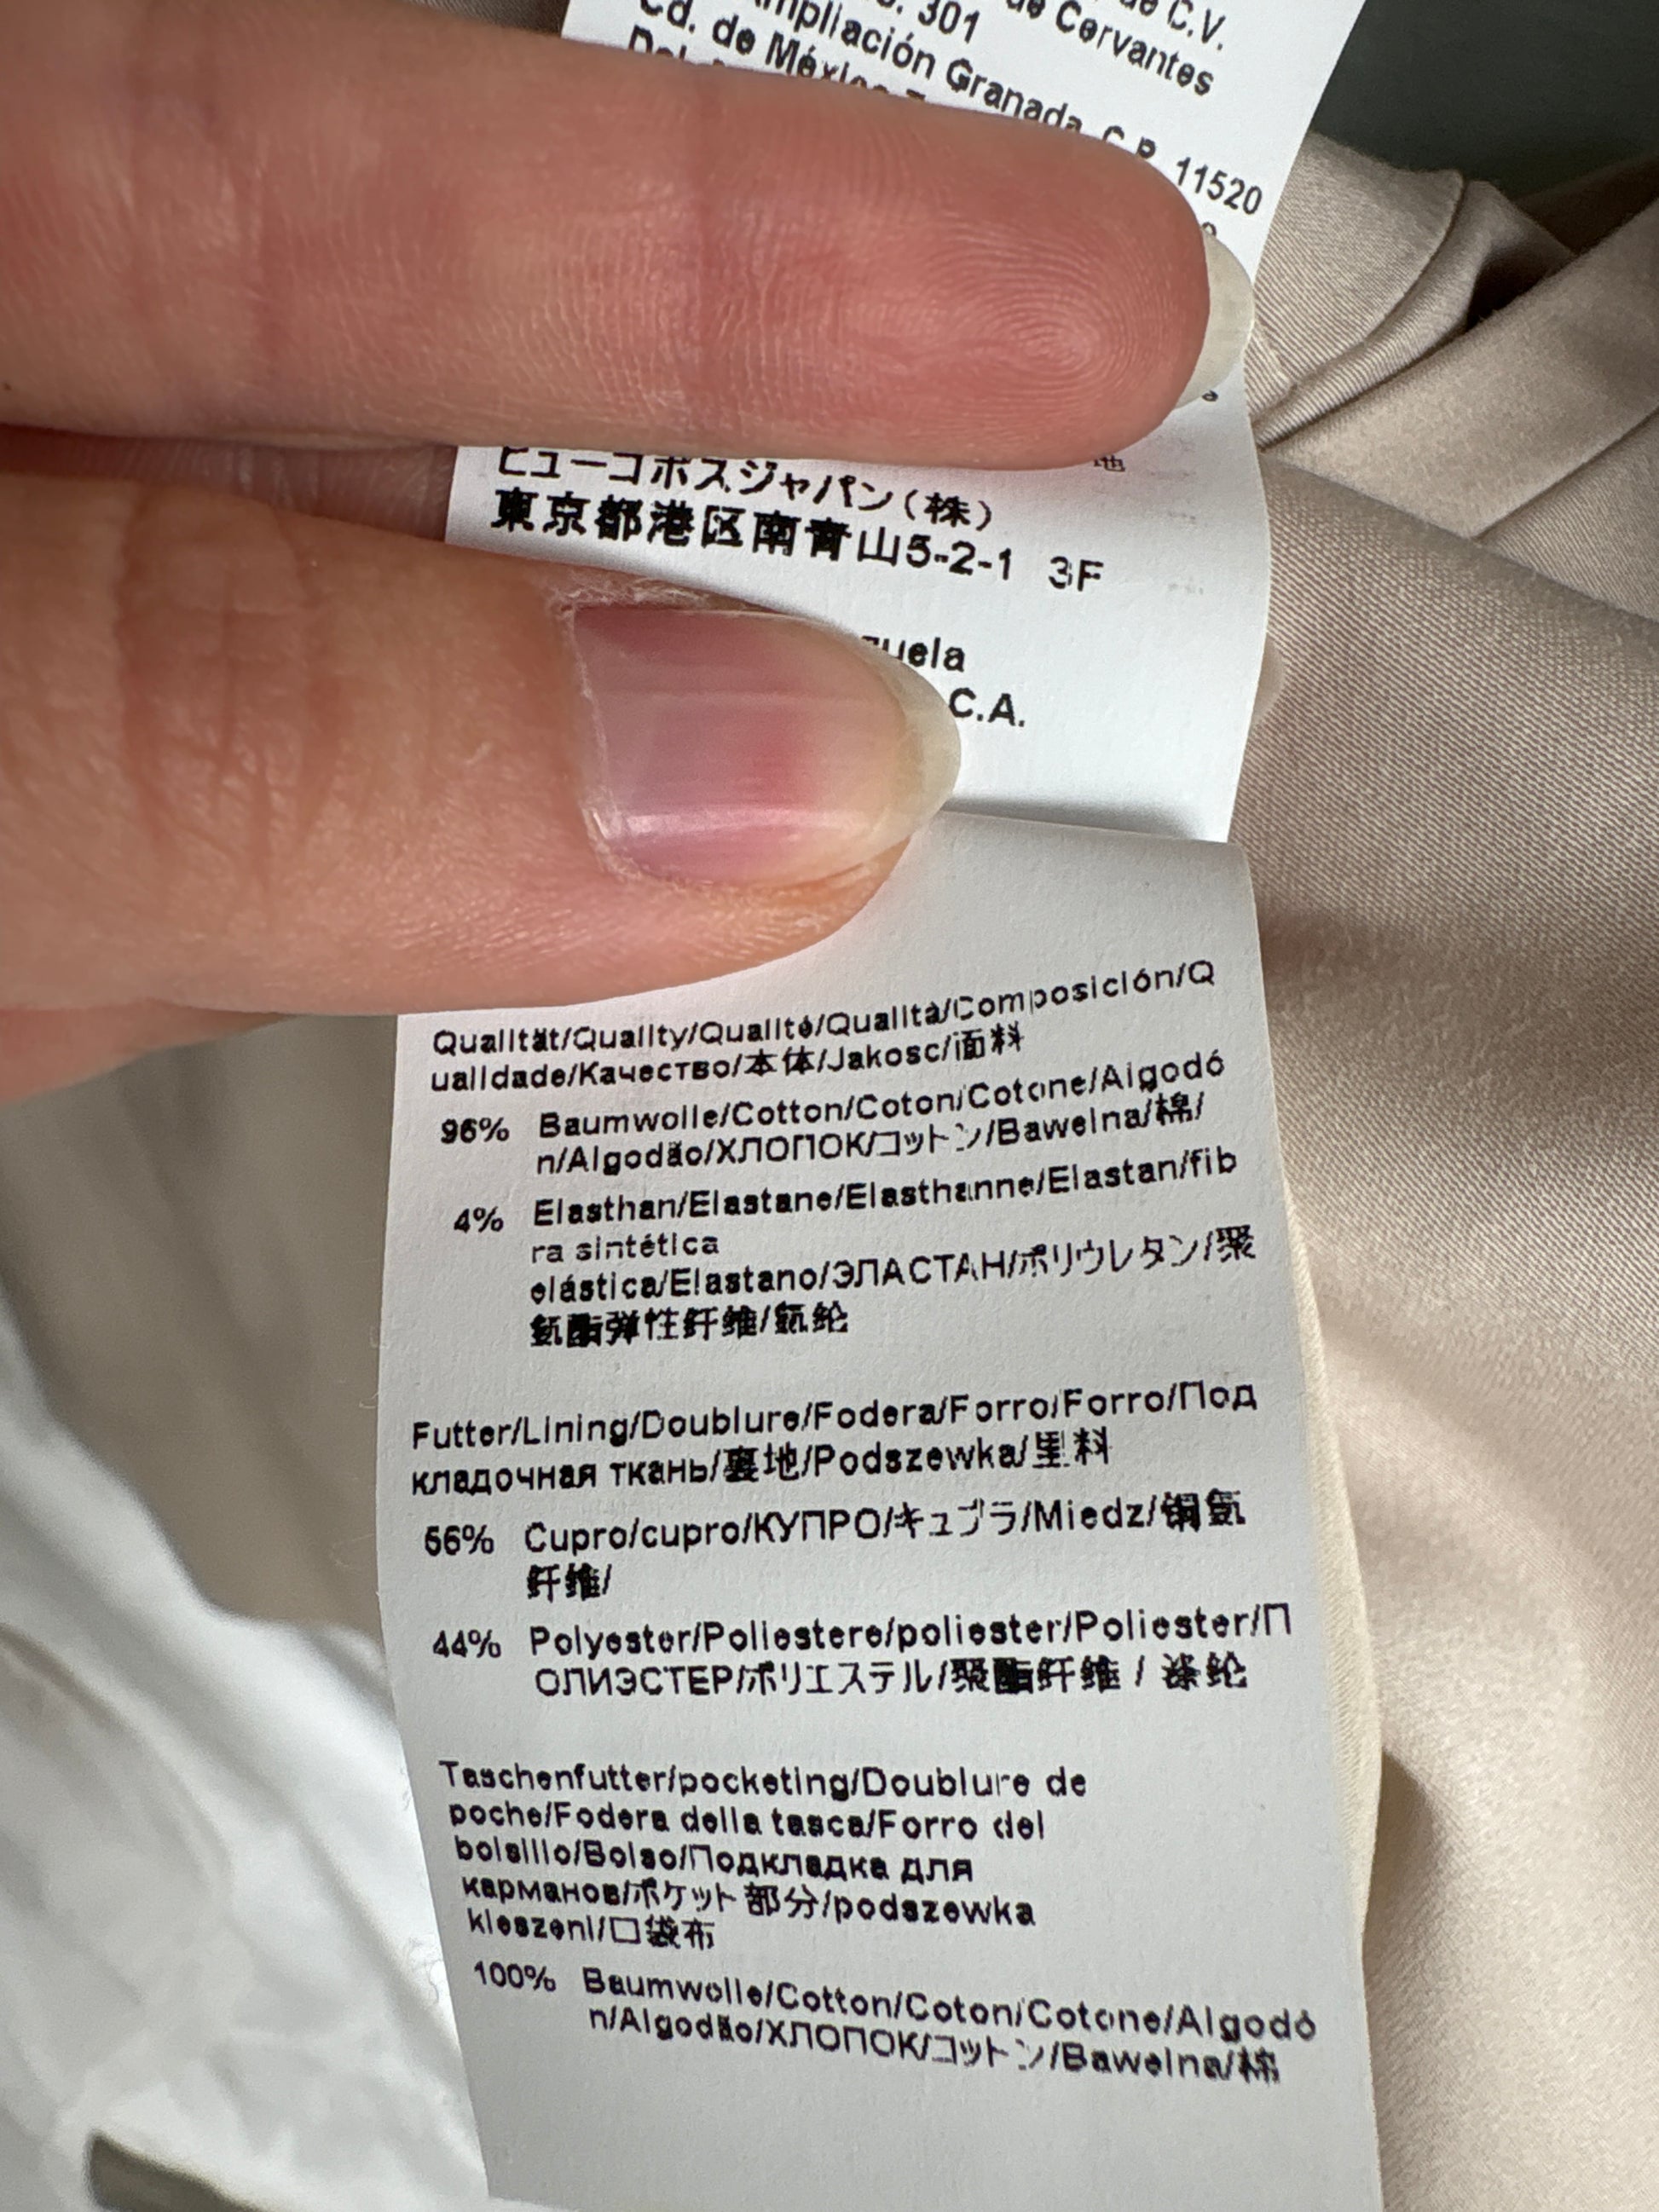 de C.V.
301 de Cervantes
Ampliación Granada, C.P. 11520
Cd. de México
ヒューゴボスジャパン（株）
東京都港区南青山5-2-1 3F
C.A.
Qualität/Quality/Qualité/Qualità/Composición/Q
ualidade/Качество/本体/Jakosc/面料
96% Baumwolle/Cotton/Coton/Cotone/Algodó
n/Algodão/ХЛОПОК/コットン/Bawelna/棉/
4% Elasthan/Elastane/Elasthanne/Elastan/fib
ra sintética
elástica/Elastano/ЭЛАСТАН/ポリウレタン/聚
氨酯弹性纤维/氨纶
Futter/Lining/Doublure/Fodera/Forro/Forro/Под
кладочная ткань/裏地/Podszewka/里料
56% Cupro/cupro/КУПРО/キュプラ/Miedz/铜氨
纤维/
44% Polyester/Poliestere/poliester/Poliester/П
ОЛИЭСТЕР/ポリエステル/聚酯纤维 / 涤纶
Taschenfutter/pocketing/Doublure de
poche/Fodera della tasca/Forro del
bolsillo/Bolso/Подкладка для
карманов/ポケット部分/podszewka
kieszeni/口袋布
100% Baumwolle/Cotton/Coton/Cotone/Algodó
n/Algodão/ХЛОПОК/コットン/Bawelna/棉